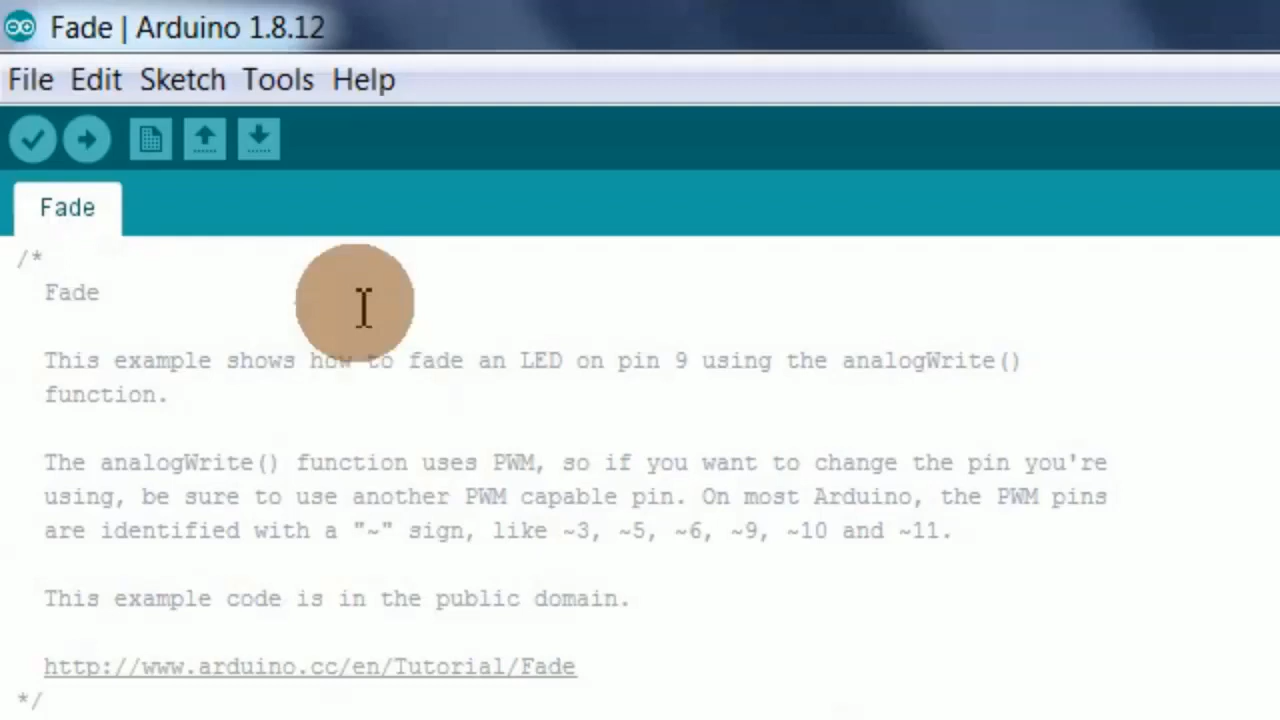 Fade | Arduino 1.8.12
File Edit Sketch Tools Help
Fade
/*
Fade
This example shows how to fade an LED on pin 9 using the analogWrite()
function.
The analogWrite() function uses PWM, so if you want to change the pin you're
using, be sure to use another PWM capable pin. On most Arduino, the PWM pins
are identified with a "~" sign, like ~3, ~5, ~6, ~9, ~10 and ~11.
This example code is in the public domain.
http://www.arduino.cc/en/Tutorial/Fade
*/